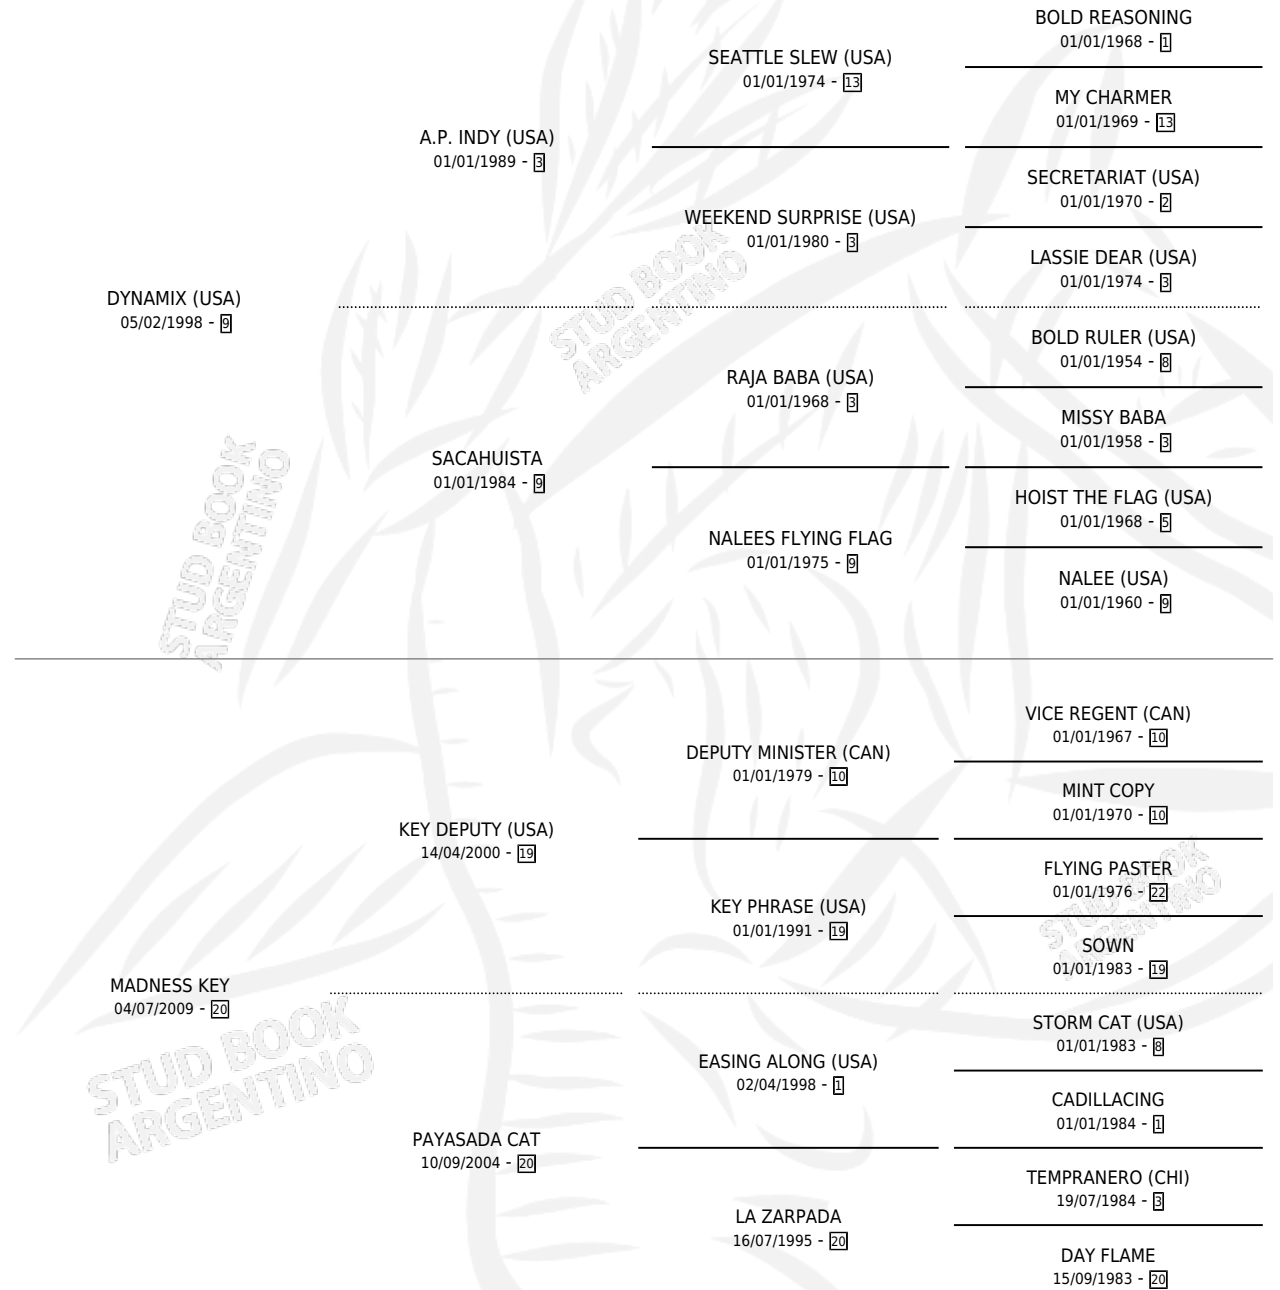 BOLD REASONING
01/01/1968 - 1
SEATTLE SLEW (USA)
01/01/1974 - 13
MY CHARMER
01/01/1969 - 13
A.P. INDY (USA)
01/01/1989 - 3
SECRETARIAT (USA)
01/01/1970 - 2
WEEKEND SURPRISE (USA)
01/01/1980 - 3
LASSIE DEAR (USA)
01/01/1974 - 3
DYNAMIX (USA)
05/02/1998 - 9
BOLD RULER (USA)
01/01/1954 - 8
RAJA BABA (USA)
01/01/1968 - 3
MISSY BABA
01/01/1958 - 3
SACAHUISTA
01/01/1984 - 9
HOIST THE FLAG (USA)
01/01/1968 - 5
NALEES FLYING FLAG
01/01/1975 - 9
NALEE (USA)
01/01/1960 - 9
VICE REGENT (CAN)
01/01/1967 - 10
DEPUTY MINISTER (CAN)
01/01/1979 - 10
MINT COPY
01/01/1970 - 10
KEY DEPUTY (USA)
14/04/2000 - 19
FLYING PASTER
01/01/1976 - 22
KEY PHRASE (USA)
01/01/1991 - 19
SOWN
01/01/1983 - 19
MADNESS KEY
04/07/2009 - 20
STORM CAT (USA)
01/01/1983 - 8
EASING ALONG (USA)
02/04/1998 - 1
CADILLACING
01/01/1984 - 1
PAYASADA CAT
10/09/2004 - 20
TEMPRANERO (CHI)
19/07/1984 - 3
LA ZARPADA
16/07/1995 - 20
DAY FLAME
15/09/1983 - 20
STUD BOOK
ARGENTINO
STUD BOOK
ARGENTINO
STUD BOOK
ARGENTINO
STUD BOOK
ARGENTINO